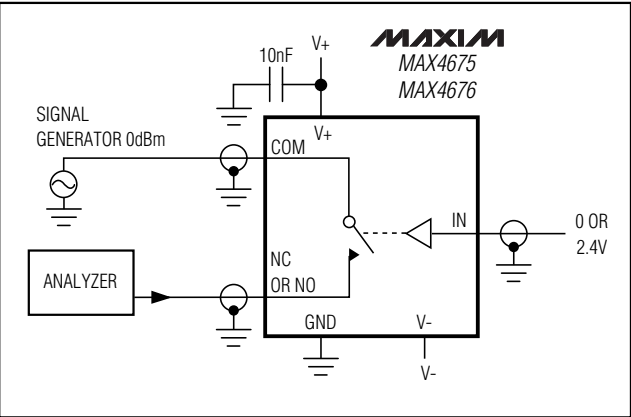 V+
10nF
MAXIM
MAX4675
MAX4676
SIGNAL
GENERATOR 0dBm
V+
COM
IN
0 OR
2.4V
NC
OR NO
ANALYZER
GND
V-
V-